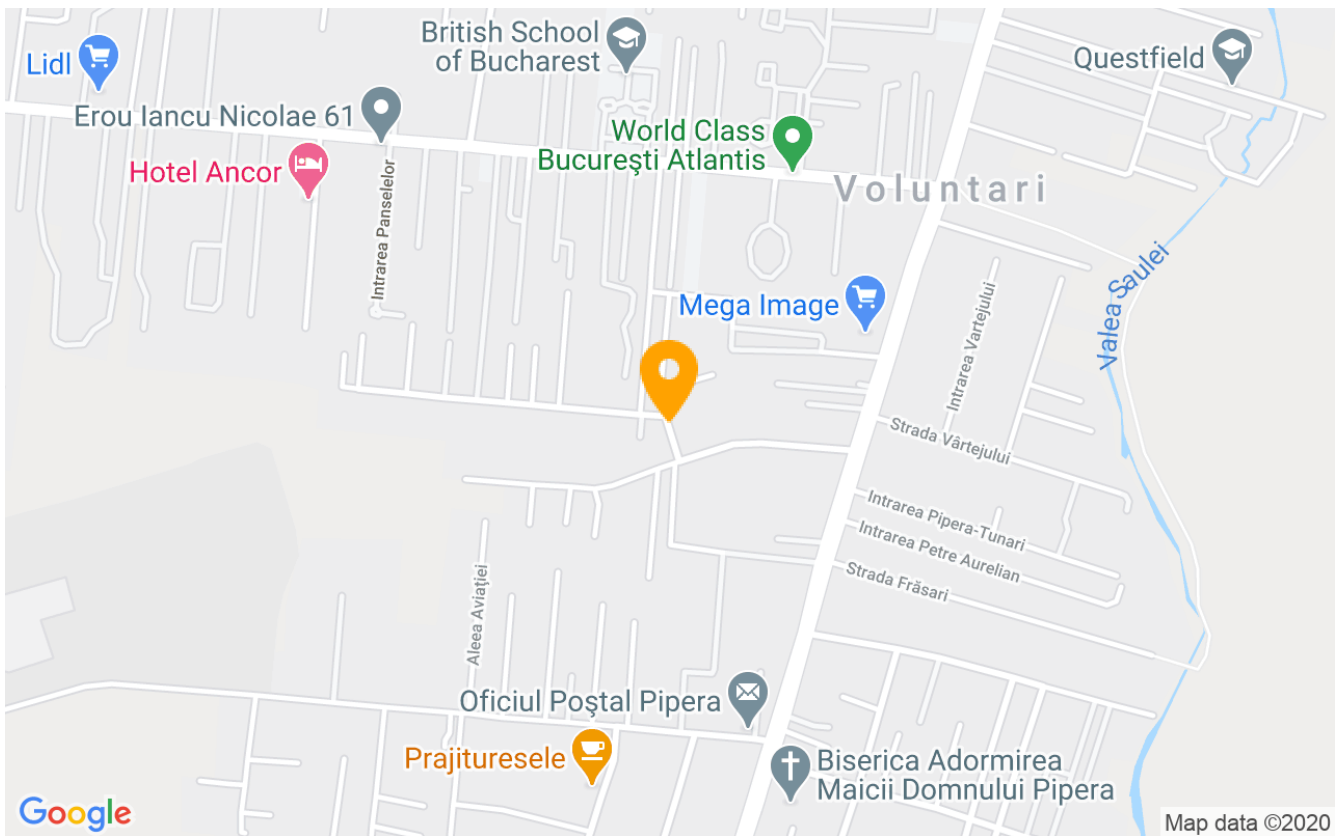 British School
of Bucharest
Questfield
Lidl
Erou Iancu Nicolae 61
World Class
Bucureşti Atlantis
Hotel Ancor
Voluntari
Intrarea Panselelor
Valea Saulei
Mega Image
Intrarea Vartejului
Strada Vârtejului
Intrarea Pipera-Tunari
Intrarea Petre Aurelian
Strada Frăsari
Aleea Aviaţiei
Oficiul Poştal Pipera
Prajituresele
Biserica Adormirea
Maicii Domnului Pipera
Google
Map data ©2020